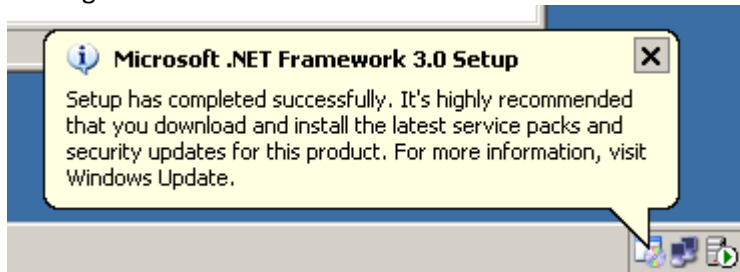 Microsoft .NET Framework 3.0 Setup
Setup has completed successfully. It's highly recommended
that you download and install the latest service packs and
security updates for this product. For more information, visit
Windows Update.